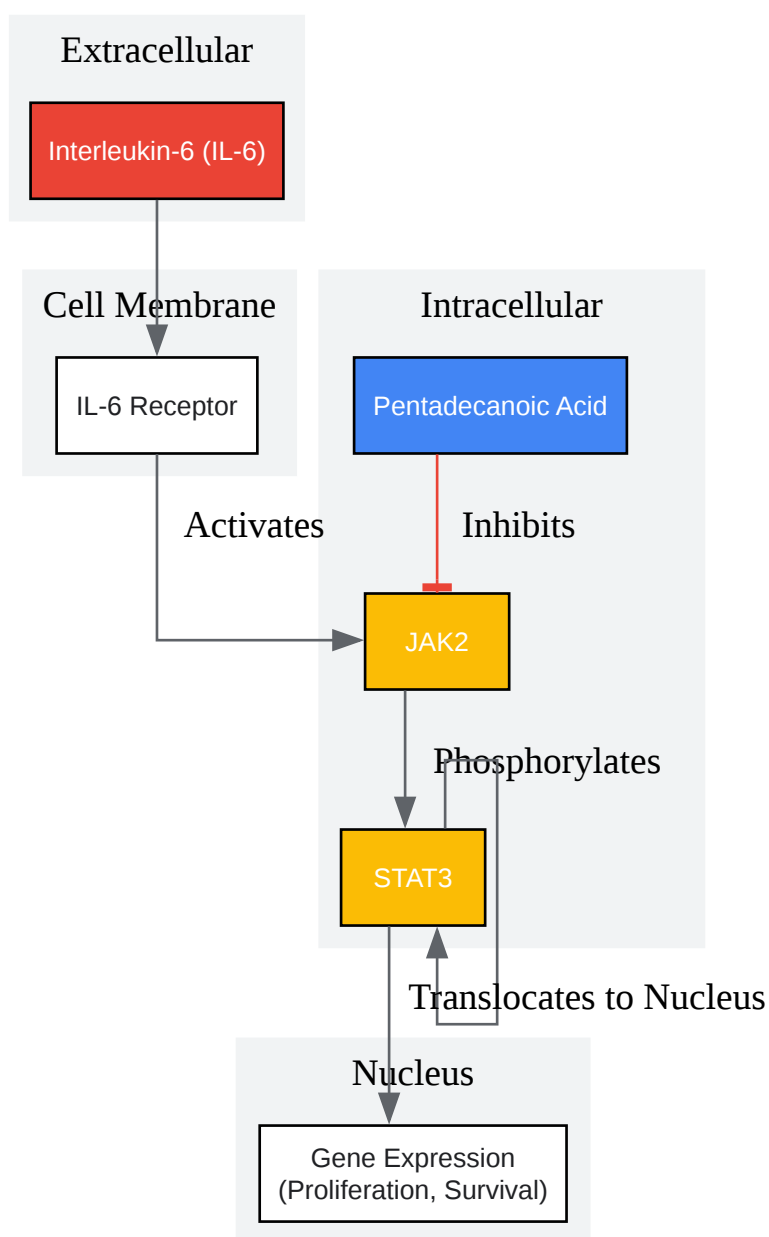 Extracellular
Interleukin-6 (IL-6)
Cell Membrane
IL-6 Receptor
Intracellular
Pentadecanoic Acid
Activates
Inhibits
JAK2
Phosphorylates
STAT3
Translocates to Nucleus
Nucleus
Gene Expression
(Proliferation, Survival)